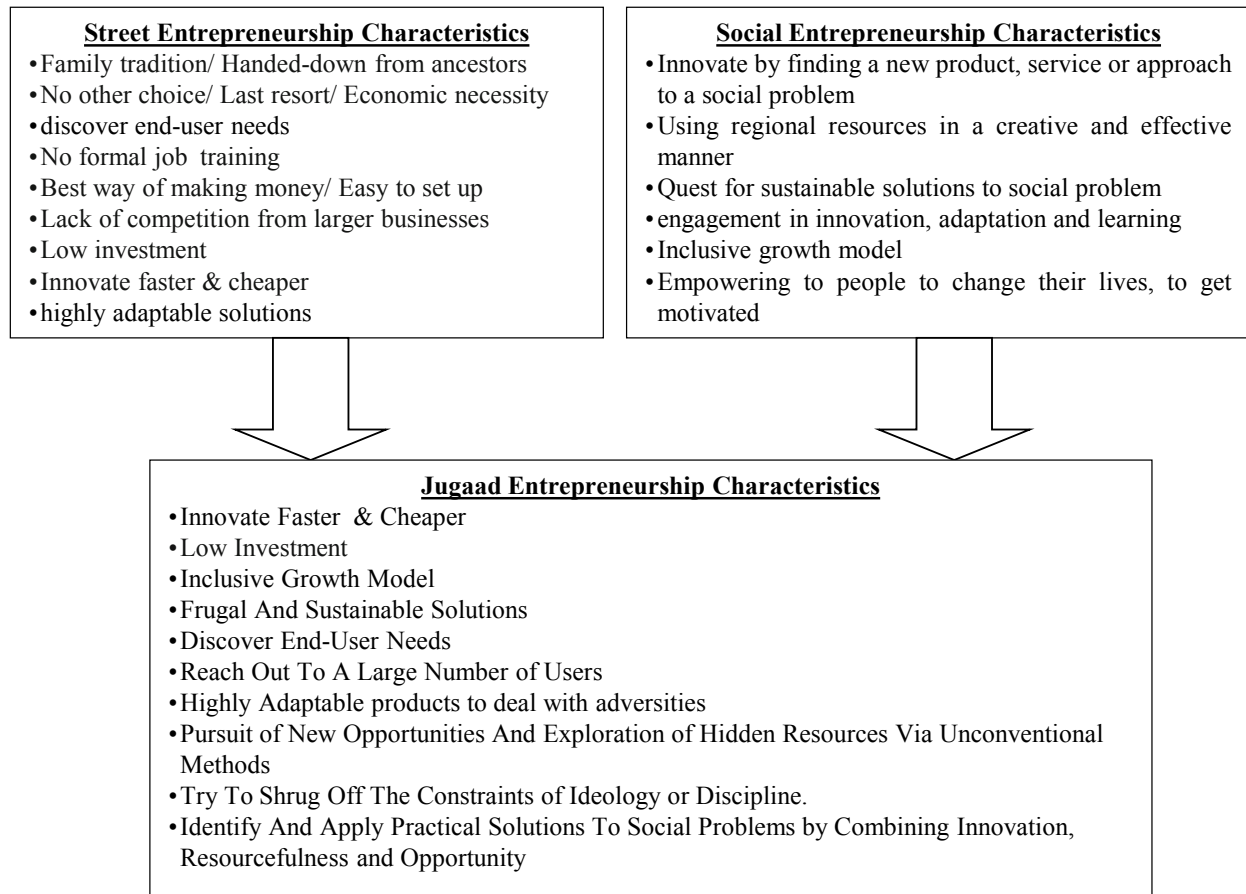 Street Entrepreneurship Characteristics
•Family tradition/ Handed-down from ancestors
•No other choice/ Last resort/ Economic necessity
•discover end-user needs
•No formal job training
•Best way of making money/ Easy to set up
•Lack of competition from larger businesses
•Low investment
•Innovate faster & cheaper
•highly adaptable solutions
Social Entrepreneurship Characteristics
•Innovate by finding a new product, service or approach
to a social problem
•Using regional resources in a creative and effective
manner
•Quest for sustainable solutions to social problem
•engagement in innovation, adaptation and learning
•Inclusive growth model
•Empowering to people to change their lives, to get
motivated
Jugaad Entrepreneurship Characteristics
•Innovate Faster & Cheaper
•Low Investment
•Inclusive Growth Model
•Frugal And Sustainable Solutions
•Discover End-User Needs
•Reach Out To A Large Number of Users
•Highly Adaptable products to deal with adversities
•Pursuit of New Opportunities And Exploration of Hidden Resources Via Unconventional
Methods
•Try To Shrug Off The Constraints of Ideology or Discipline.
•Identify And Apply Practical Solutions To Social Problems by Combining Innovation,
Resourcefulness and Opportunity